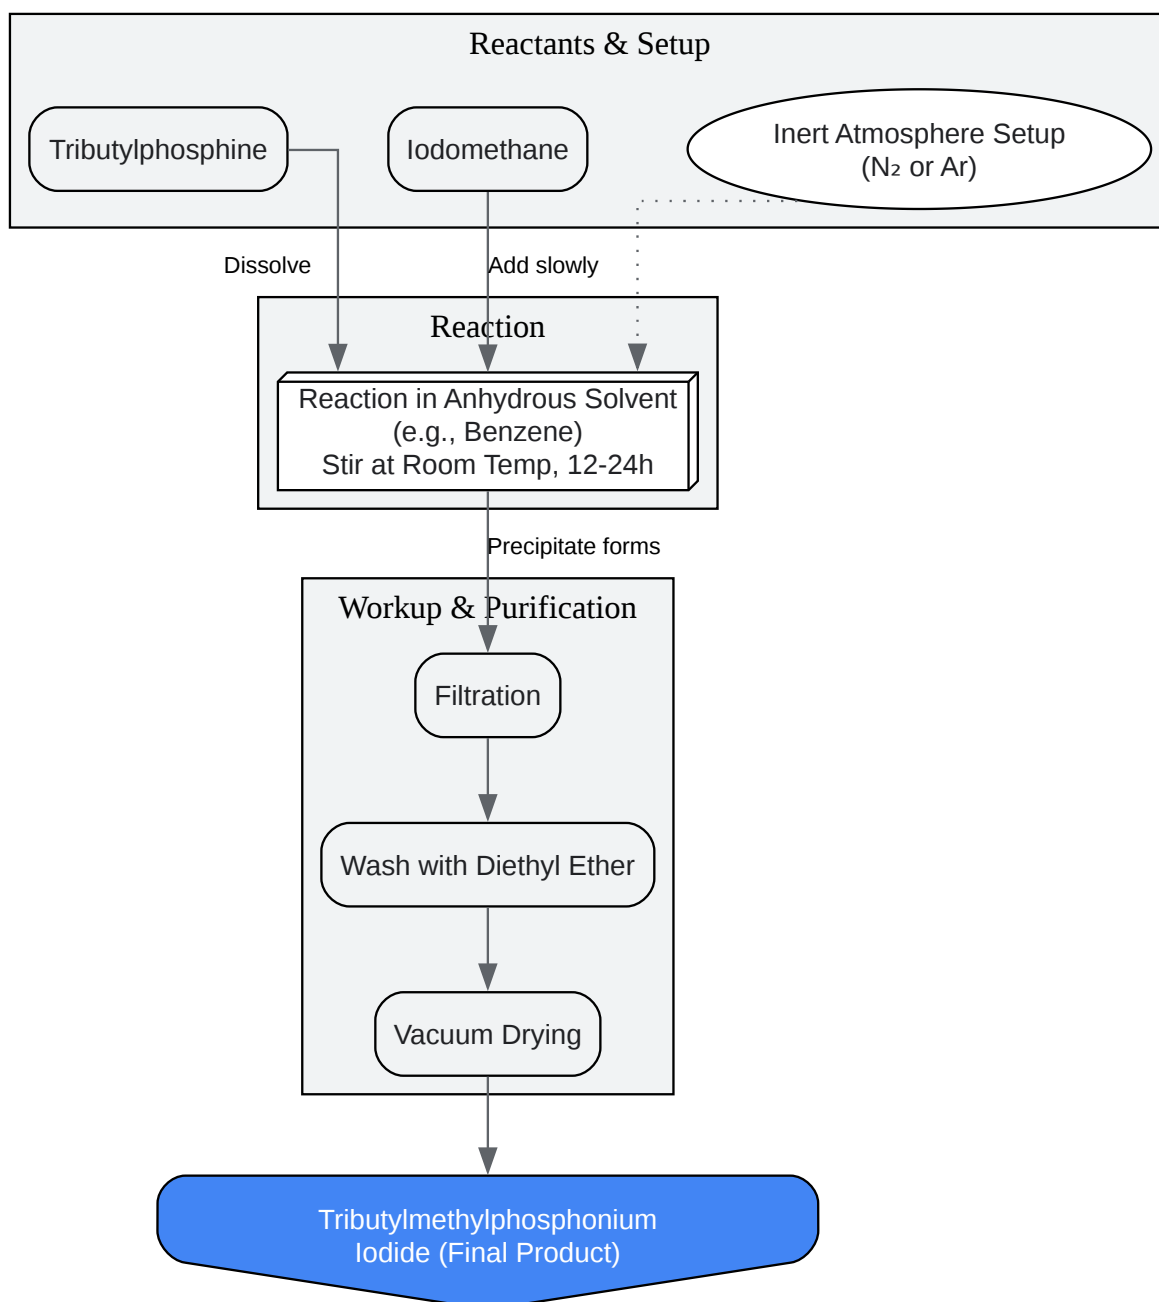 Reactants & Setup
Tributylphosphine
Iodomethane
Inert Atmosphere Setup
(N₂ or Ar)
Dissolve
Add slowly
Reaction
Reaction in Anhydrous Solvent
(e.g., Benzene)
Stir at Room Temp, 12-24h
Precipitate forms
Workup & Purification
Filtration
Wash with Diethyl Ether
Vacuum Drying
Tributylmethylphosphonium
Iodide (Final Product)